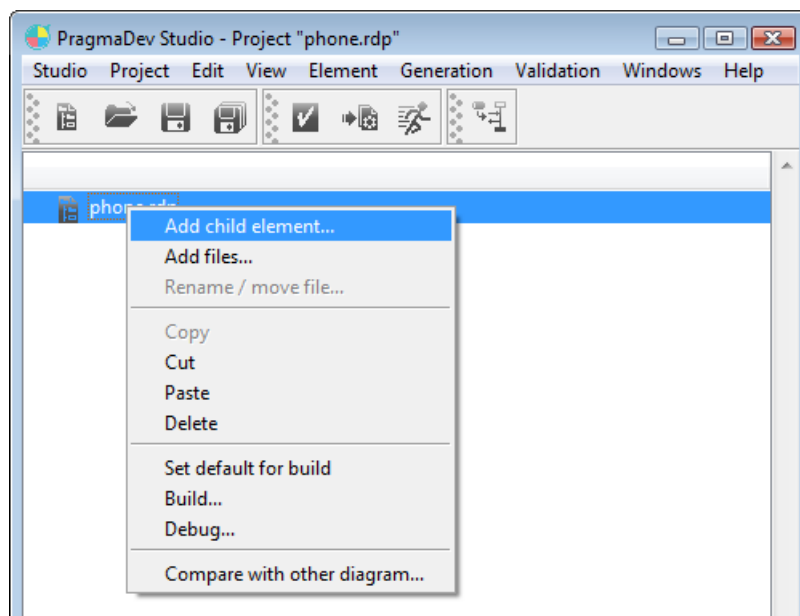 PragmaDev Studio - Project "phone.rdp"
Studio Project Edit View Element Generation Validation Windows Help
phone.rdp
Add child element...
Add files...
Rename / move file...
Copy
Cut
Paste
Delete
Set default for build
Build...
Debug...
Compare with other diagram...